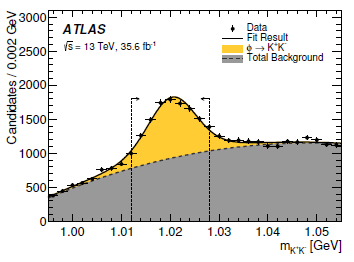 3000
2500
2000
1500
1000
500
0
Candidates / 0.002 GeV
ATLAS
√s = 13 TeV, 35.6 fb⁻¹
Data
Fit Result
ϕ → K⁺K⁻
Total Background
1.00 1.01 1.02 1.03 1.04 1.05
m_K⁺K⁻ [GeV]